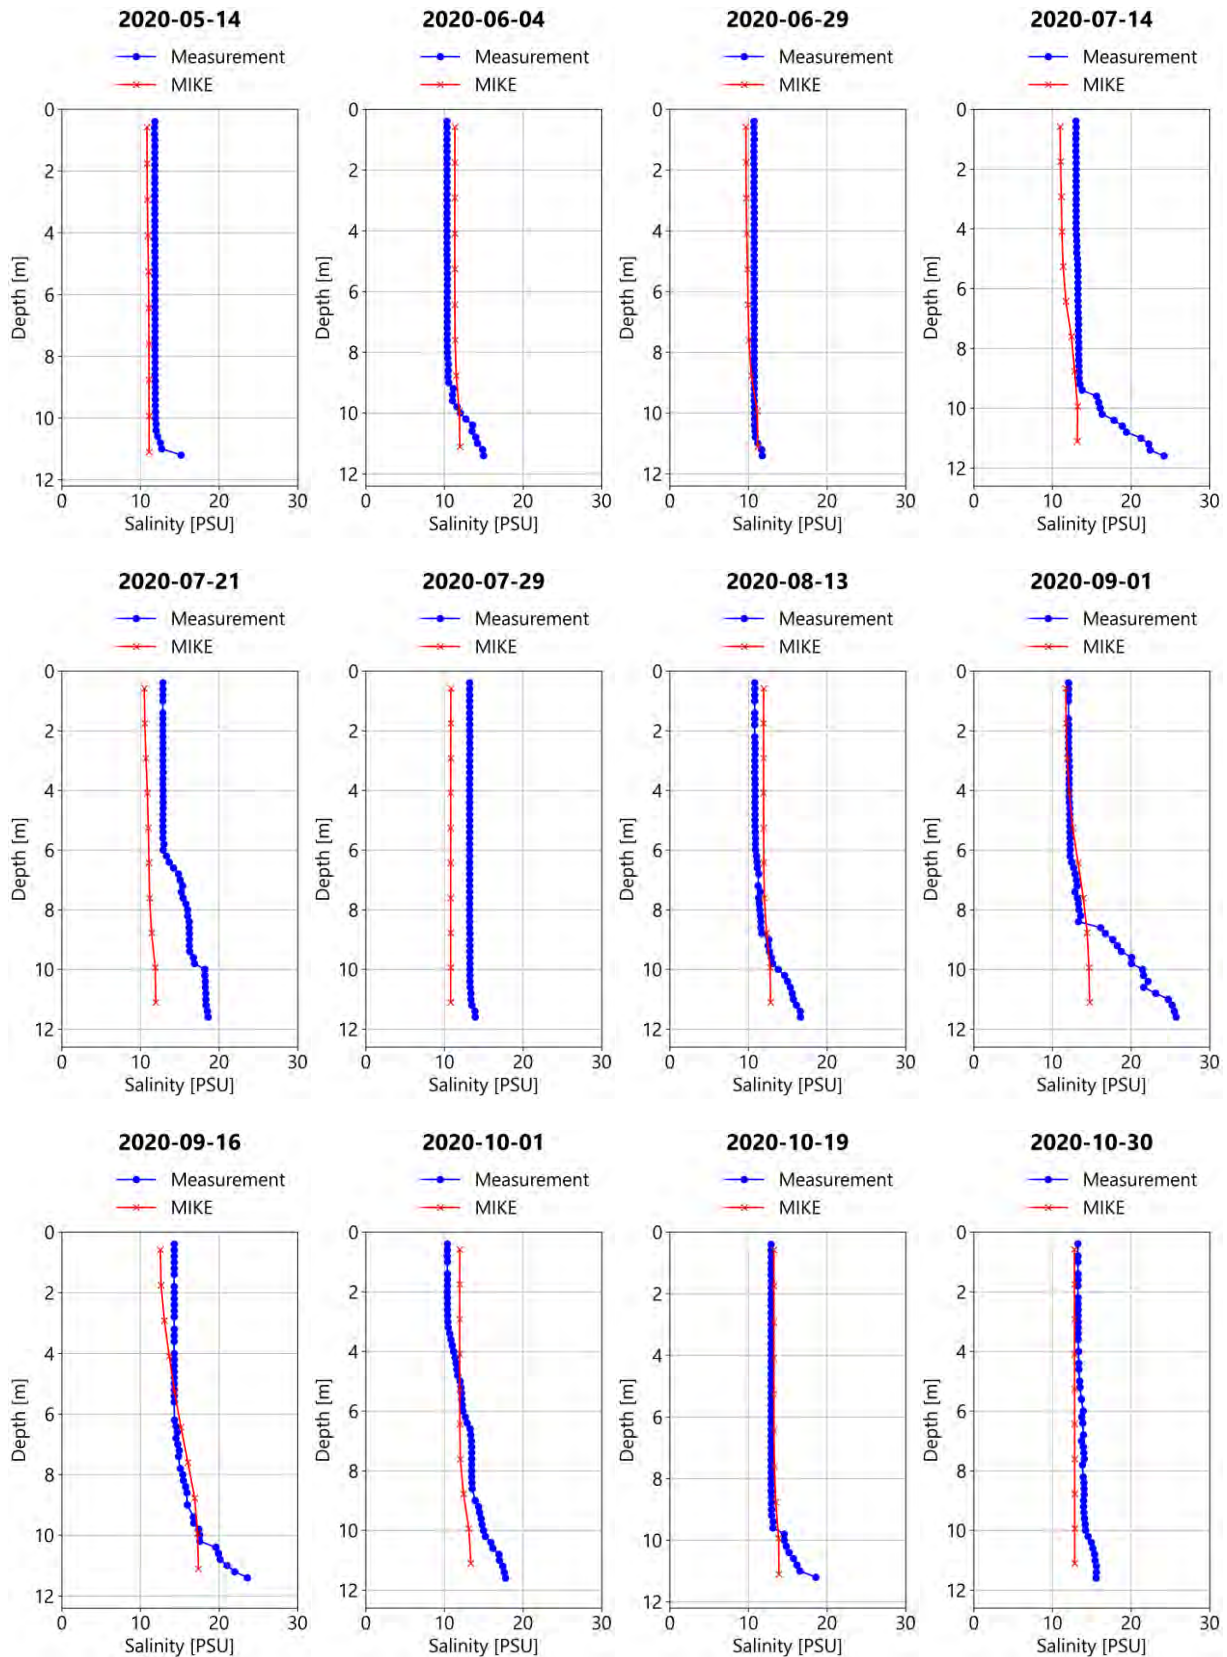 2020-05-14 2020-06-04 2020-06-29 2020-07-14
Measurement Measurement Measurement Measurement
MIKE MIKE MIKE MIKE
0 0 0 0
2 2 2 2
4 4 4 4
Depth [m] Depth [m] Depth [m] Depth [m]
6 6 6 6
8 8 8 8
10 10 10 10
12 12 12 12
0 10 20 30 0 10 20 30 0 10 20 30 0 10 20 30
Salinity [PSU] Salinity [PSU] Salinity [PSU] Salinity [PSU]
2020-07-21 2020-07-29 2020-08-13 2020-09-01
Measurement Measurement Measurement Measurement
MIKE MIKE MIKE MIKE
0 0 0 0
2 2 2 2
4 4 4 4
Depth [m] Depth [m] Depth [m] Depth [m]
6 6 6 6
8 8 8 8
10 10 10 10
12 12 12 12
0 10 20 30 0 10 20 30 0 10 20 30 0 10 20 30
Salinity [PSU] Salinity [PSU] Salinity [PSU] Salinity [PSU]
2020-09-16 2020-10-01 2020-10-19 2020-10-30
Measurement Measurement Measurement Measurement
MIKE MIKE MIKE MIKE
0 0 0 0
2 2 2 2
4 4 4 4
Depth [m] Depth [m] Depth [m] Depth [m]
6 6 6 6
8 8 8 8
10 10 10 10
12 12 12 12
0 10 20 30 0 10 20 30 0 10 20 30 0 10 20 30
Salinity [PSU] Salinity [PSU] Salinity [PSU] Salinity [PSU]